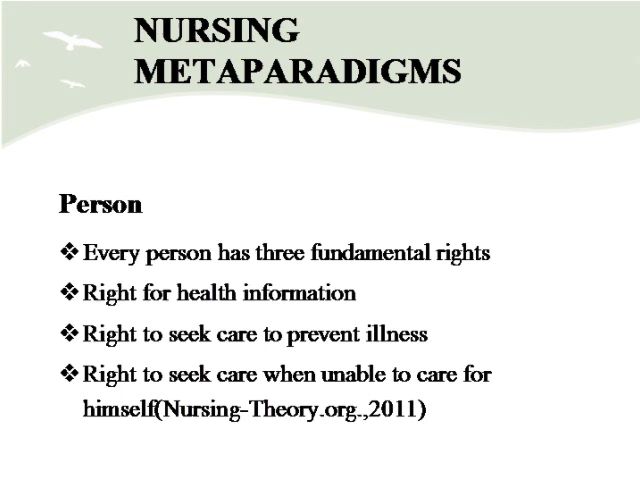 NURSING
METAPARADIGMS
Person
❖Every person has three fundamental rights
❖Right for health information
❖Right to seek care to prevent illness
❖Right to seek care when unable to care for
himself(Nursing-Theory.org.,2011)